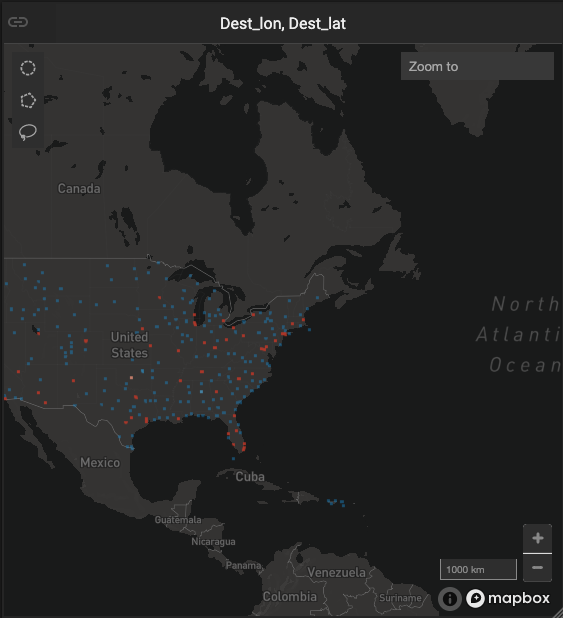 Dest_lon, Dest_lat
Zoom to
Canada
North
Atlanti
Ocean
United
States
Mexico
Cuba
Guatemala
Nicaragua
Panama
Venezuela
Colombia
Suriname
+
−
1000 km
i
mapbox